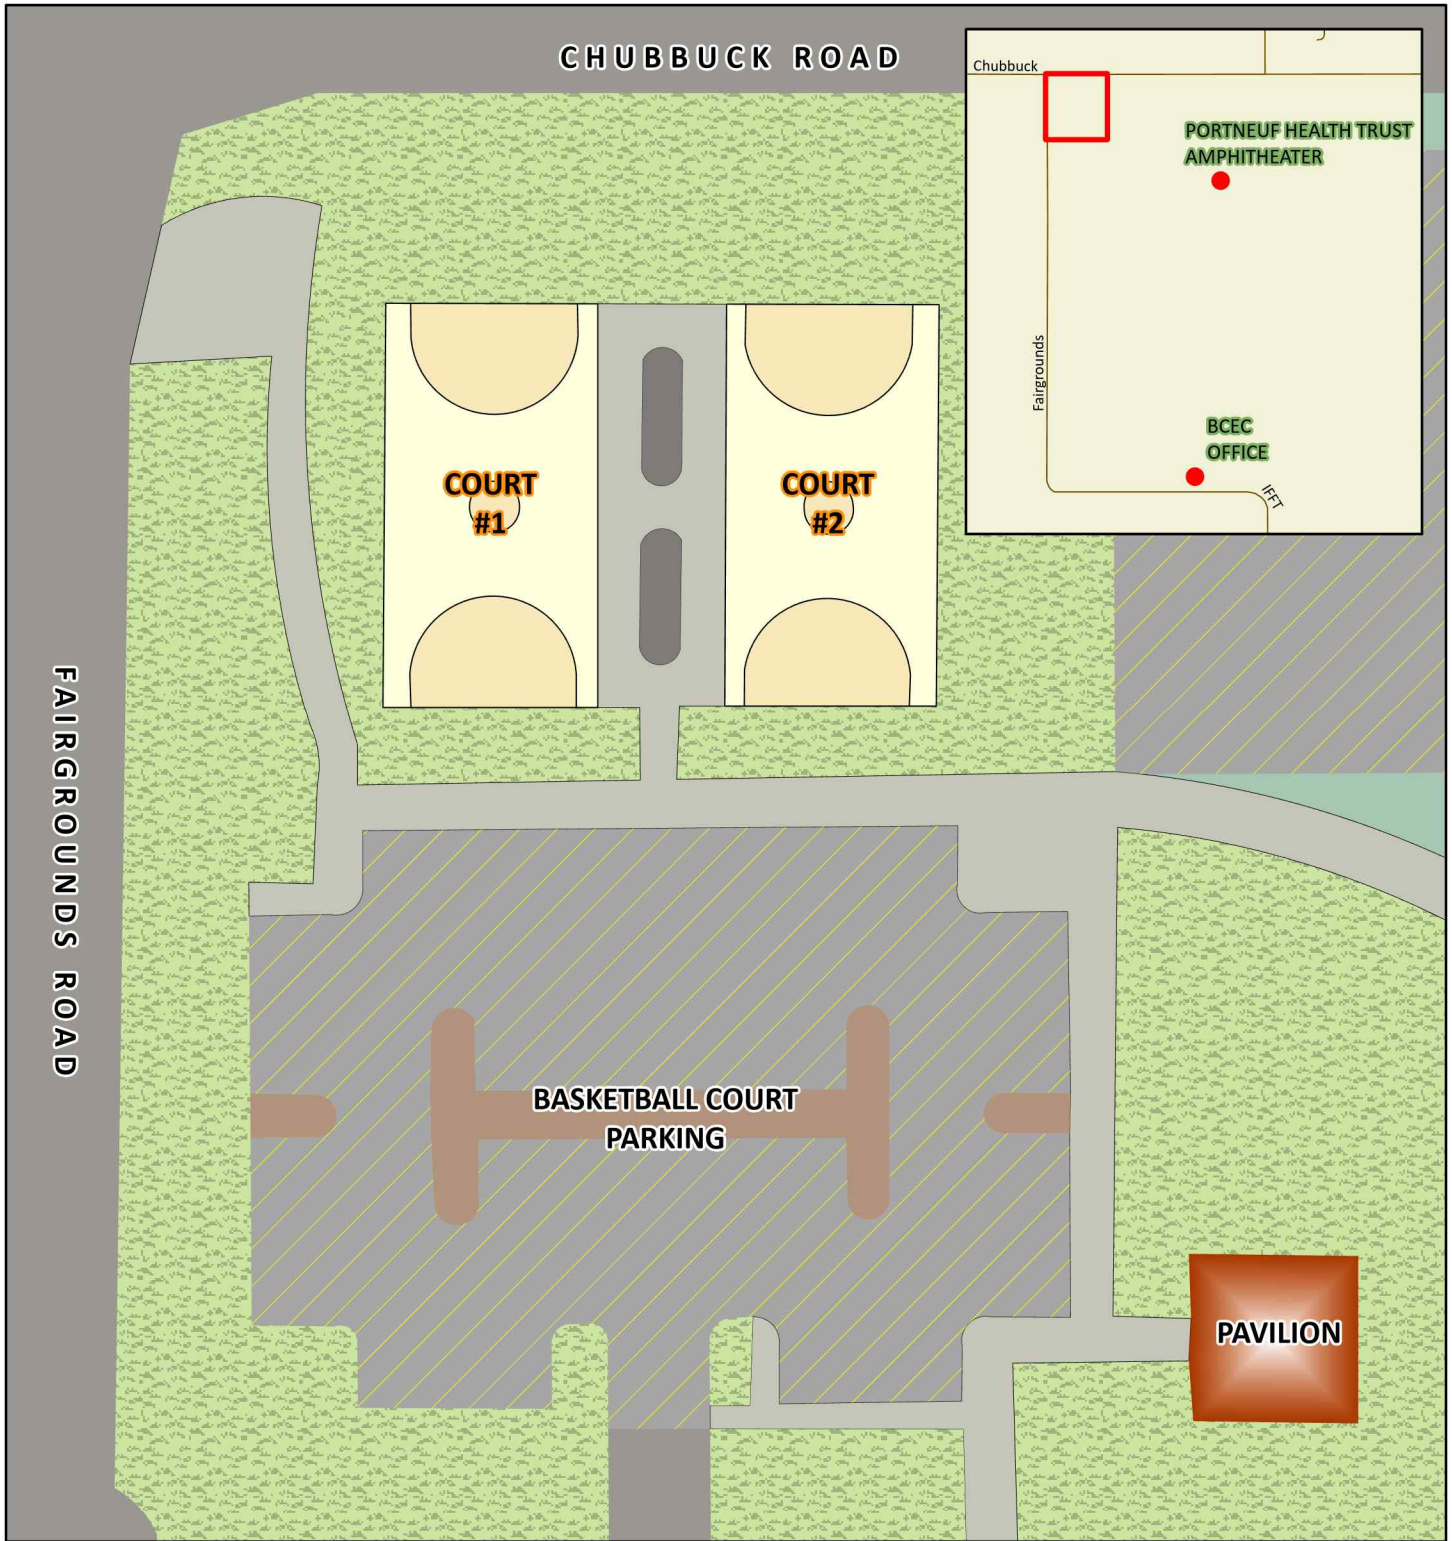 CHUBBUCK ROAD
Chubbuck
PORTNEUF HEALTH TRUST
AMPHITHEATER
Fairgrounds
BCEC
OFFICE
IFFT
COURT
#1
COURT
#2
FAIRGROUNDS ROAD
BASKETBALL COURT
PARKING
PAVILION